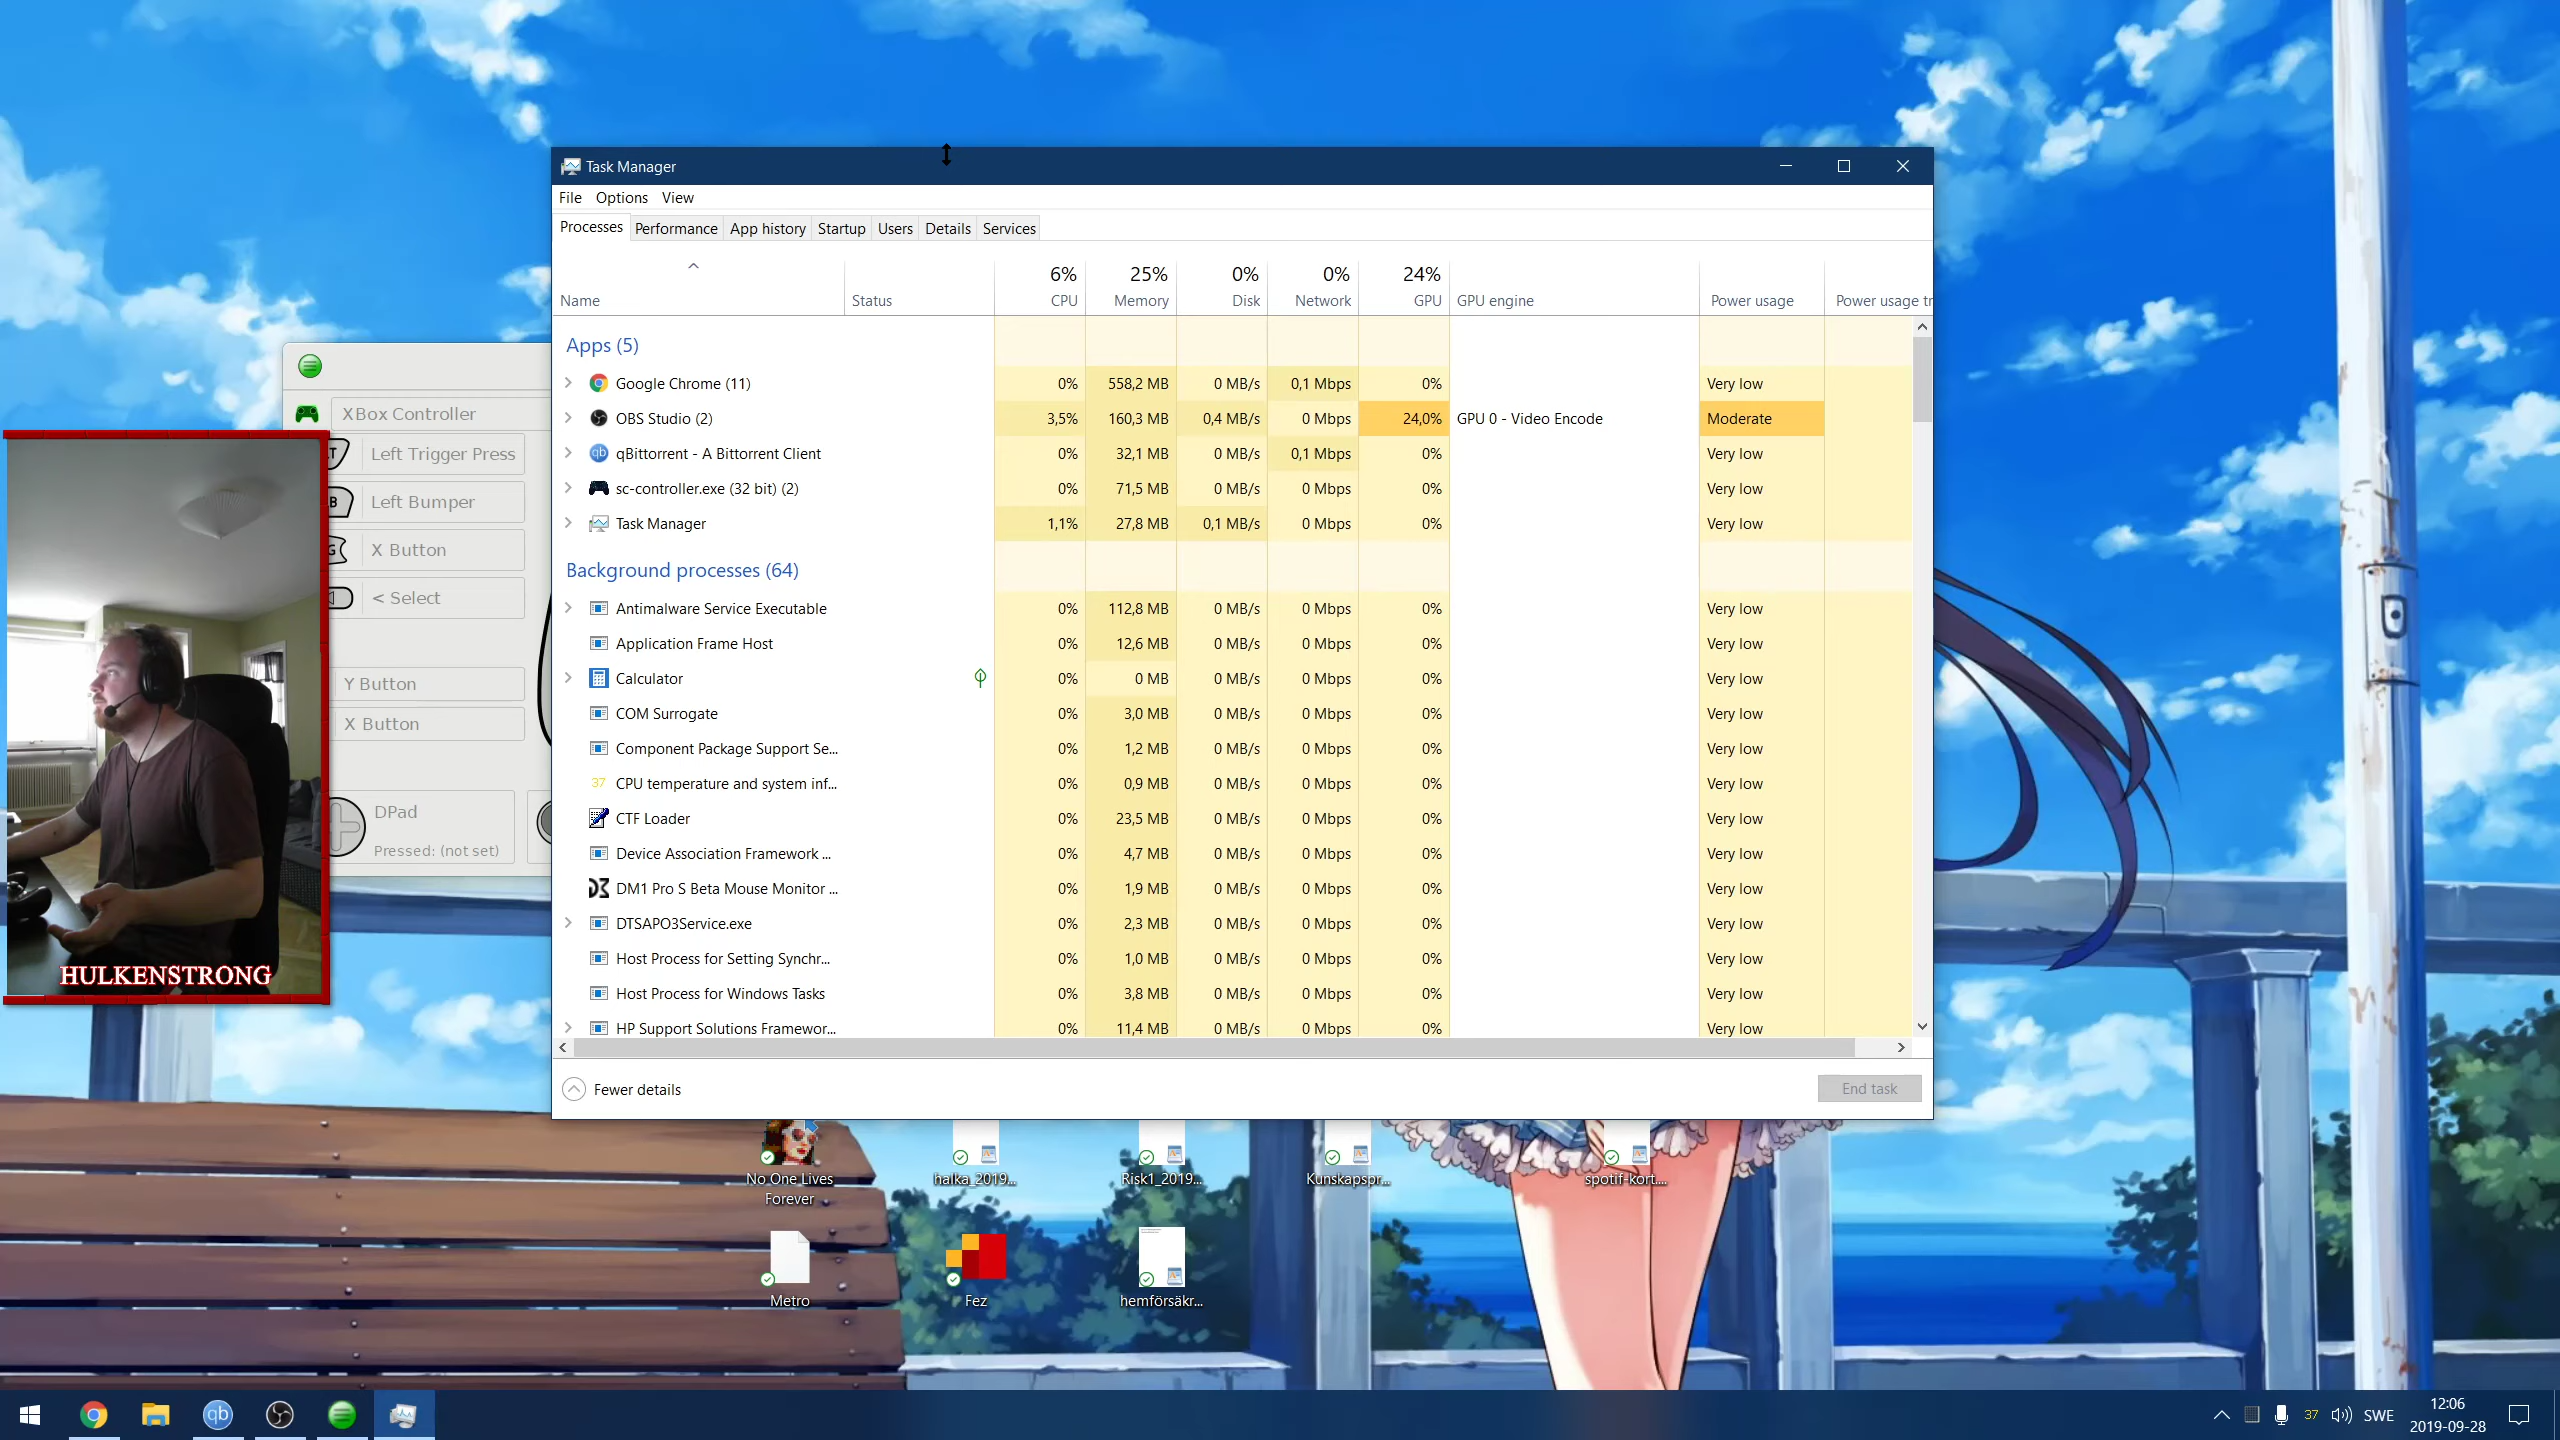 Task Manager
File Options View
Processes Performance App history Startup Users Details Services
6% 25% 0% 0% 24%
Name Status CPU Memory Disk Network GPU GPU engine Power usage Power usage tr
Apps (5)
Google Chrome (11) 0% 558,2 MB 0 MB/s 0,1 Mbps 0% Very low
OBS Studio (2) 3,5% 160,3 MB 0,4 MB/s 0 Mbps 24,0% GPU 0 - Video Encode Moderate
qBittorrent - A Bittorrent Client 0% 32,1 MB 0 MB/s 0,1 Mbps 0% Very low
sc-controller.exe (32 bit) (2) 0% 71,5 MB 0 MB/s 0 Mbps 0% Very low
Task Manager 1,1% 27,8 MB 0,1 MB/s 0 Mbps 0% Very low
Background processes (64)
Antimalware Service Executable 0% 112,8 MB 0 MB/s 0 Mbps 0% Very low
Application Frame Host 0% 12,6 MB 0 MB/s 0 Mbps 0% Very low
Calculator 0% 0 MB 0 MB/s 0 Mbps 0% Very low
COM Surrogate 0% 3,0 MB 0 MB/s 0 Mbps 0% Very low
Component Package Support Se... 0% 1,2 MB 0 MB/s 0 Mbps 0% Very low
37 CPU temperature and system inf... 0% 0,9 MB 0 MB/s 0 Mbps 0% Very low
CTF Loader 0% 23,5 MB 0 MB/s 0 Mbps 0% Very low
Device Association Framework ... 0% 4,7 MB 0 MB/s 0 Mbps 0% Very low
DM1 Pro S Beta Mouse Monitor ... 0% 1,9 MB 0 MB/s 0 Mbps 0% Very low
DTSAPO3Service.exe 0% 2,3 MB 0 MB/s 0 Mbps 0% Very low
Host Process for Setting Synchr... 0% 1,0 MB 0 MB/s 0 Mbps 0% Very low
Host Process for Windows Tasks 0% 3,8 MB 0 MB/s 0 Mbps 0% Very low
HP Support Solutions Framewor... 0% 11,4 MB 0 MB/s 0 Mbps 0% Very low
Fewer details End task
XBox Controller
Left Trigger Press
B Left Bumper
X Button
< Select
Y Button
X Button
DPad
Pressed: (not set)
HULKENSTRONG
No One Lives
Forever
halka_2019...
Risk1_2019...
Kunskapspr...
spotif-kort....
Metro
Fez
hemförsäkr...
qb
37 SWE
12:06
2019-09-28